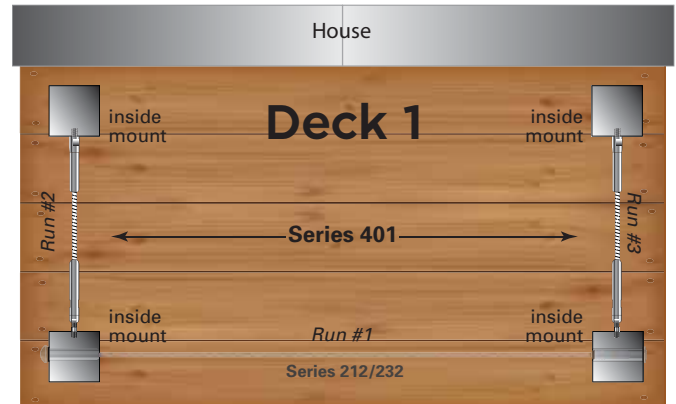 House
Deck 1
inside
mount
inside
mount
Run #2
Series 401
Run #3
inside
mount
Run #1
inside
mount
Series 212/232